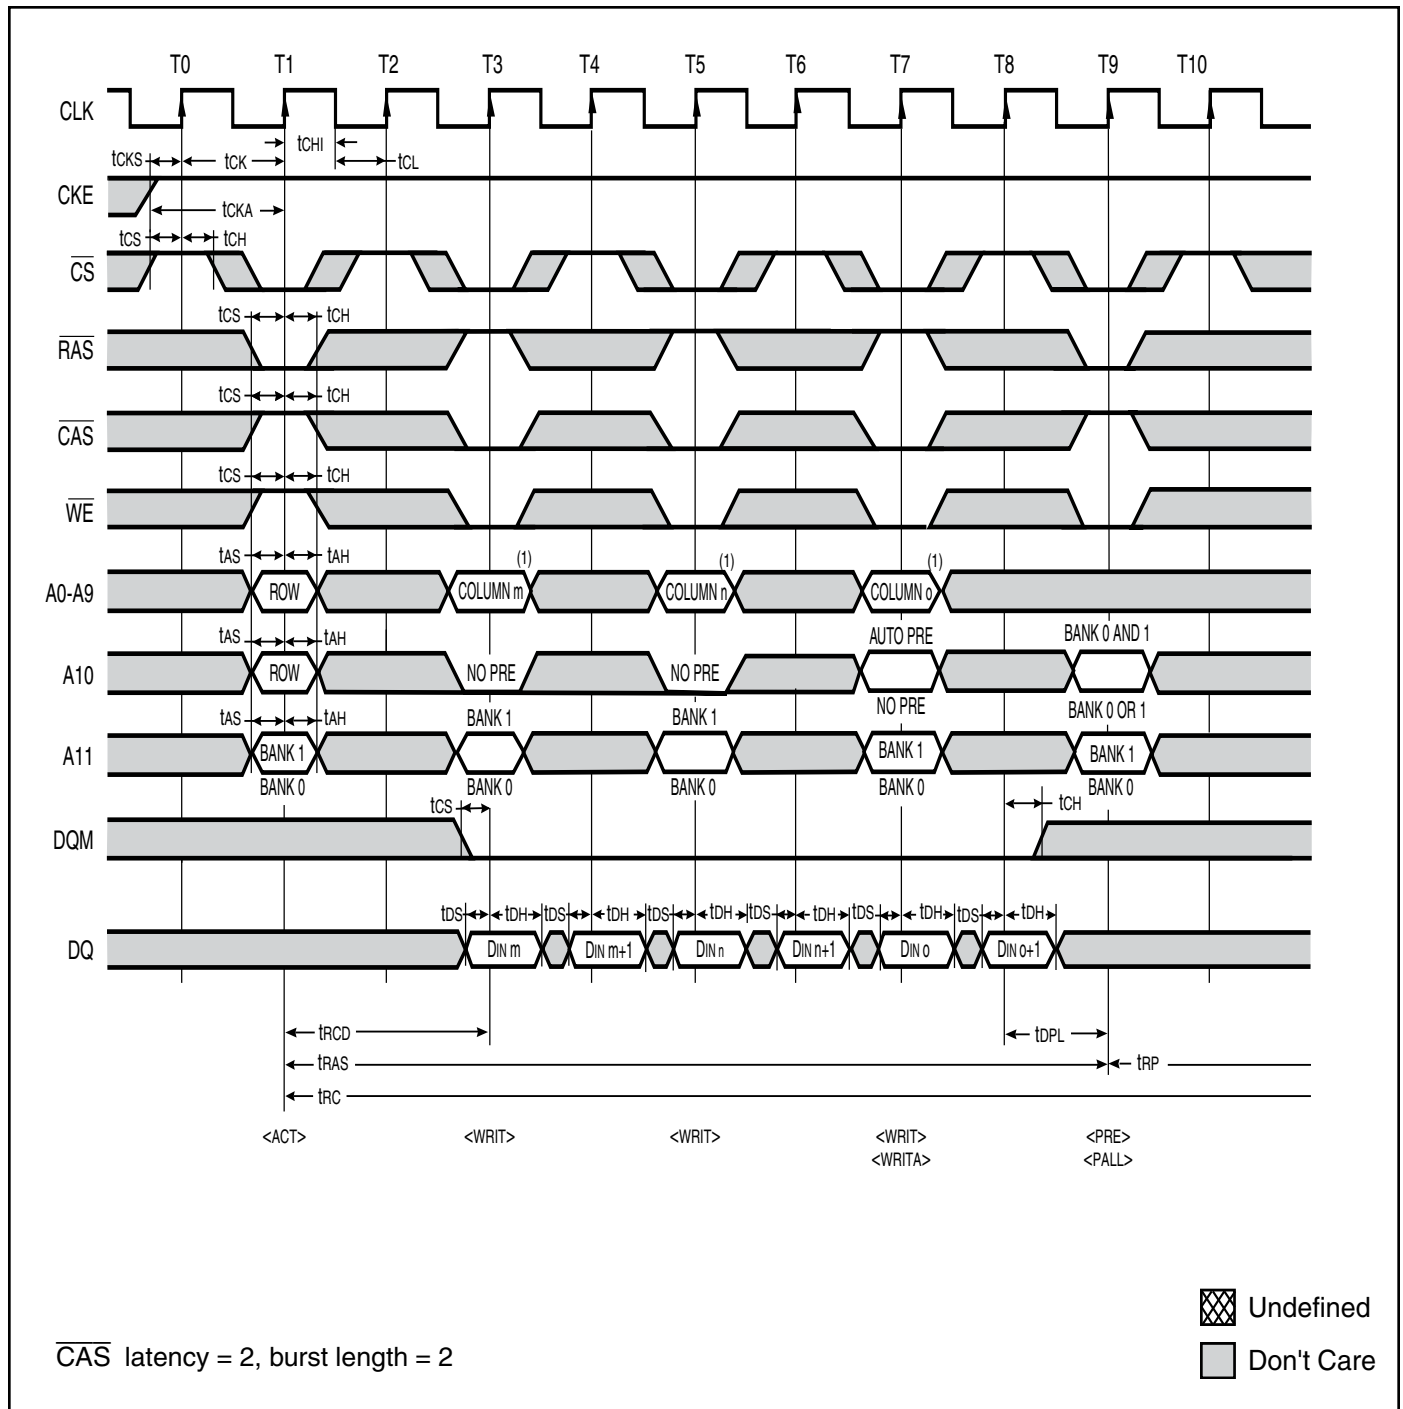 T0 T1 T2 T3 T4 T5 T6 T7 T8 T9 T10
CLK
tCHI
tCKS tCK tCL
CKE
tCKA
tCS tCH
CS
tCS tCH
RAS
tCS tCH
CAS
tCS tCH
WE
tAS tAH (1) (1) (1)
A0-A9 ROW COLUMN m COLUMN n COLUMN o
tAS tAH AUTO PRE BANK 0 AND 1
A10 ROW NO PRE NO PRE
NO PRE BANK 0 OR 1
tAS tAH BANK 1 BANK 1
A11 BANK 1 BANK 1 BANK 1
BANK 0 BANK 0 BANK 0 BANK 0 BANK 0
tCS tCH
DQM
tDS tDH tDS tDH tDS tDH tDS tDH tDS tDH tDS tDH
DQ DIN m DIN m+1 DIN n DIN n+1 DIN o DIN o+1
tRCD tDPL
tRAS tRP
tRC
<ACT> <WRIT> <WRIT> <WRIT> <PRE>
<WRITA> <PALL>
Undefined
CAS latency = 2, burst length = 2
Don't Care